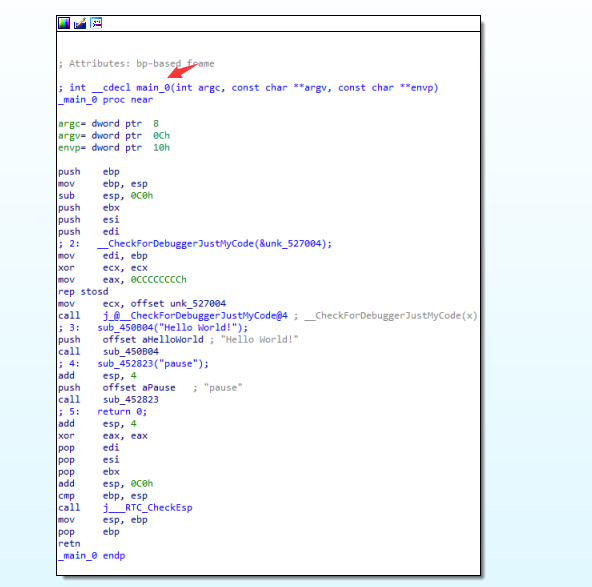 ; Attributes: bp-based frame
; int __cdecl main_0(int argc, const char **argv, const char **envp)
_main_0 proc near
argc= dword ptr  8
argv= dword ptr  0Ch
envp= dword ptr  10h
push    ebp
mov     ebp, esp
sub     esp, 0C0h
push    ebx
push    esi
push    edi
; 2:   __CheckForDebuggerJustMyCode(&unk_527004);
mov     edi, ebp
xor     ecx, ecx
mov     eax, 0CCCCCCCCh
rep stosd
mov     ecx, offset unk_527004
call    j_@__CheckForDebuggerJustMyCode@4 ; __CheckForDebuggerJustMyCode(x)
; 3:   sub_450B04("Hello World!");
push    offset aHelloWorld ; "Hello World!"
call    sub_450B04
; 4:   sub_452823("pause");
add     esp, 4
push    offset aPause   ; "pause"
call    sub_452823
; 5:   return 0;
add     esp, 4
xor     eax, eax
pop     edi
pop     esi
pop     ebx
add     esp, 0C0h
cmp     ebp, esp
call    j___RTC_CheckEsp
mov     esp, ebp
pop     ebp
retn
_main_0 endp